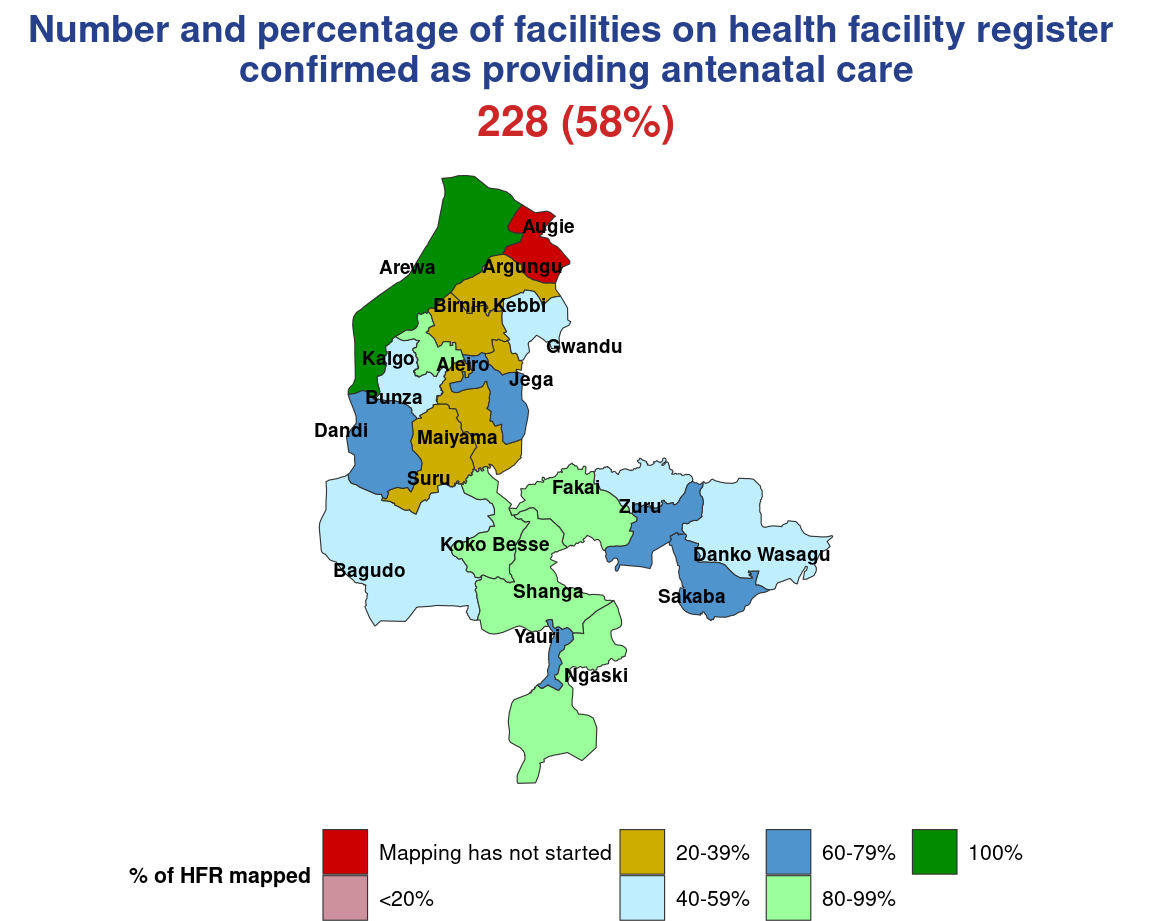 Number and percentage of facilities on health facility register
confirmed as providing antenatal care
228 (58%)
Augie
Arewa
Argungu
Birnin Kebbi
Gwandu
Kalgo
Aleiro
Jega
Bunza
Dandi
Maiyama
Suru
Fakai
Zuru
Koko Besse
Danko Wasagu
Bagudo
Shanga
Sakaba
Yauri
Ngaski
% of HFR mapped
Mapping has not started
<20%
20-39%
40-59%
60-79%
80-99%
100%